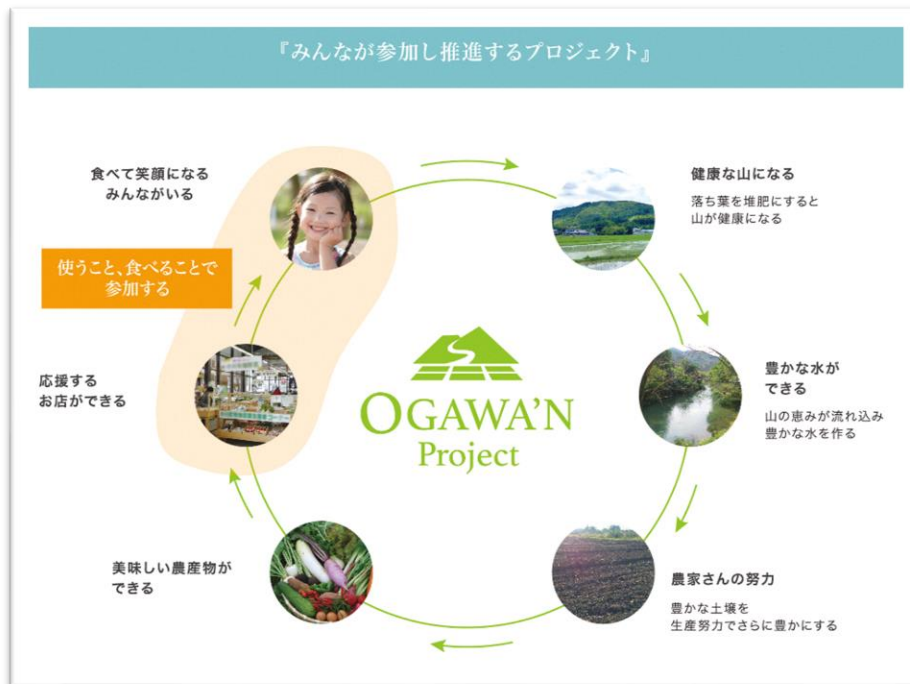 『みんなが参加し推進するプロジェクト』
食べて笑顔になる
みんながいる
健康な山になる
落ち葉を堆肥にすると
山が健康になる
使うこと、食べることで
参加する
応援する
お店ができる
OGAWA'N
Project
豊かな水が
できる
山の恵みが流れ込み
豊かな水を作る
美味しい農産物が
できる
農家さんの努力
豊かな土壌を
生産努力でさらに豊かにする